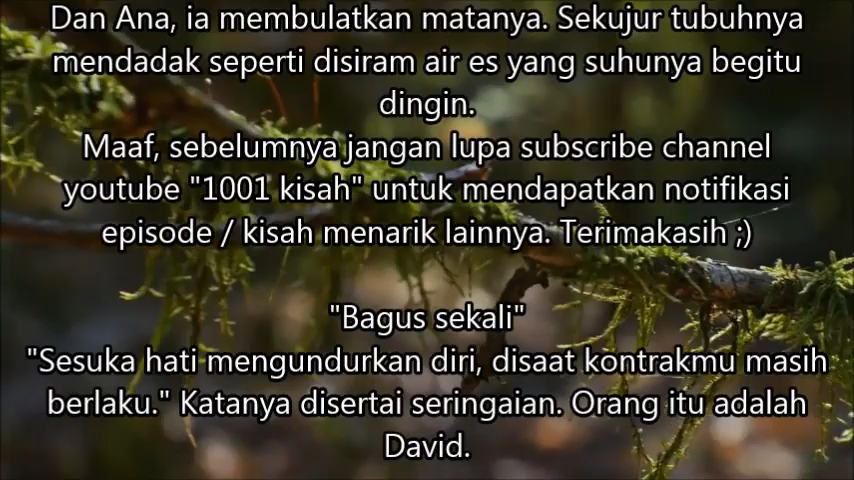 Dan Ana, ia membulatkan matanya. Sekujur tubuhnya
mendadak seperti disiram air es yang suhunya begitu
dingin.
Maaf, sebelumnya jangan lupa subscribe channel
youtube "1001 kisah" untuk mendapatkan notifikasi
episode / kisah menarik lainnya. Terimakasih ;)
"Bagus sekali"
"Sesuka hati mengundurkan diri, disaat kontrakmu masih
berlaku." Katanya disertai seringaian. Orang itu adalah
David.